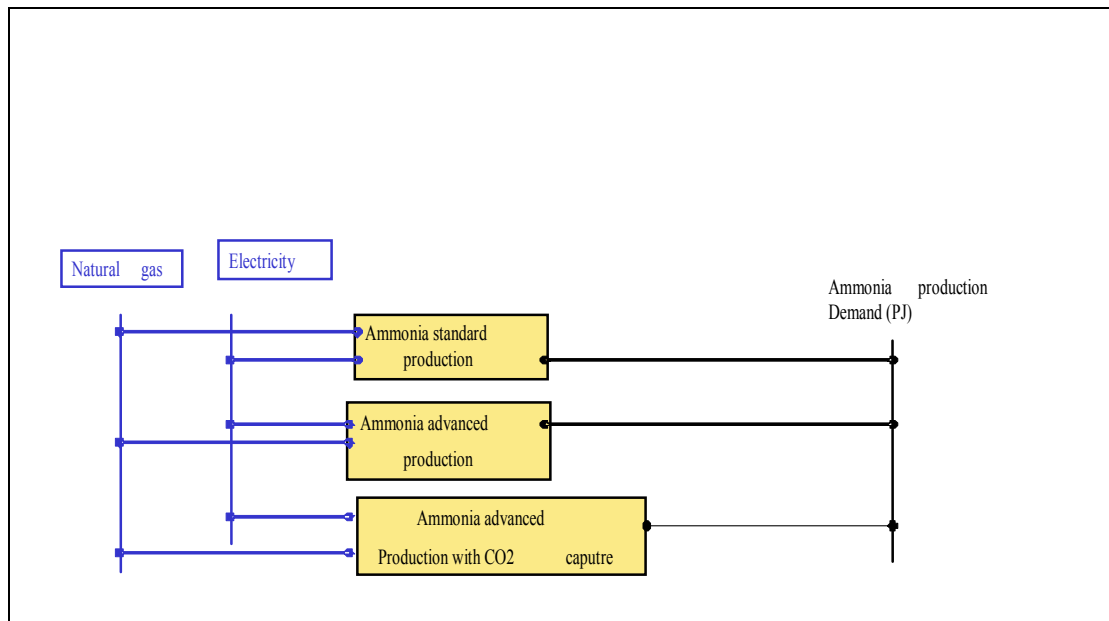 Natural gas
Electricity
Ammonia production
Demand (PJ)
Ammonia standard
production
Ammonia advanced
production
Ammonia advanced
Production with CO2 caputre